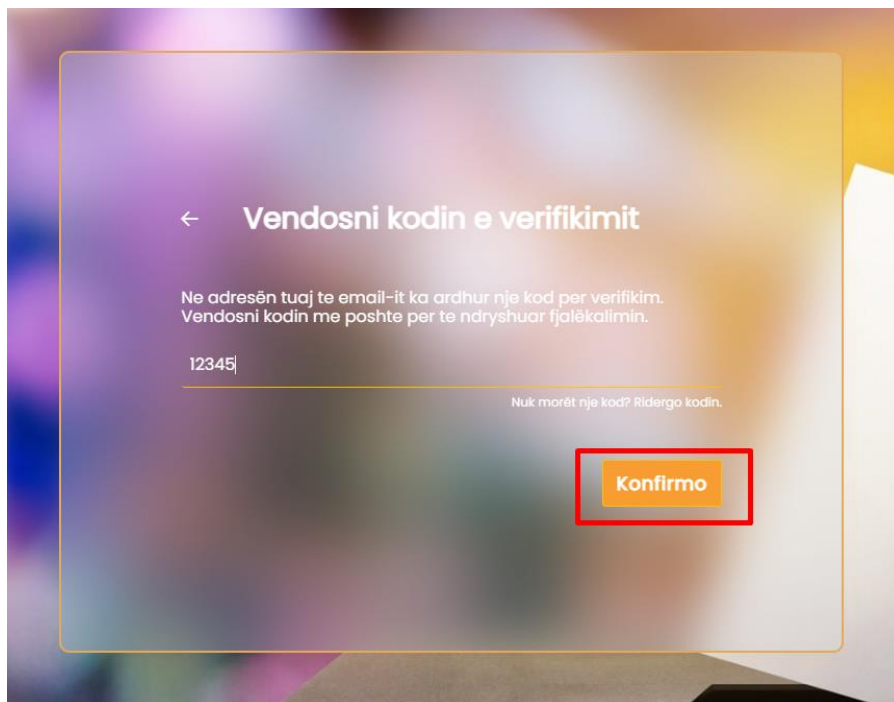 Vendosni kodin e verifikimit
Ne adresën tuaj te email-it ka ardhur nje kod per verifikim.
Vendosni kodin me poshte per te ndryshuar fjalëkalimin.
12345
Nuk morët nje kod? Ridergo kodin.
Konfirmo